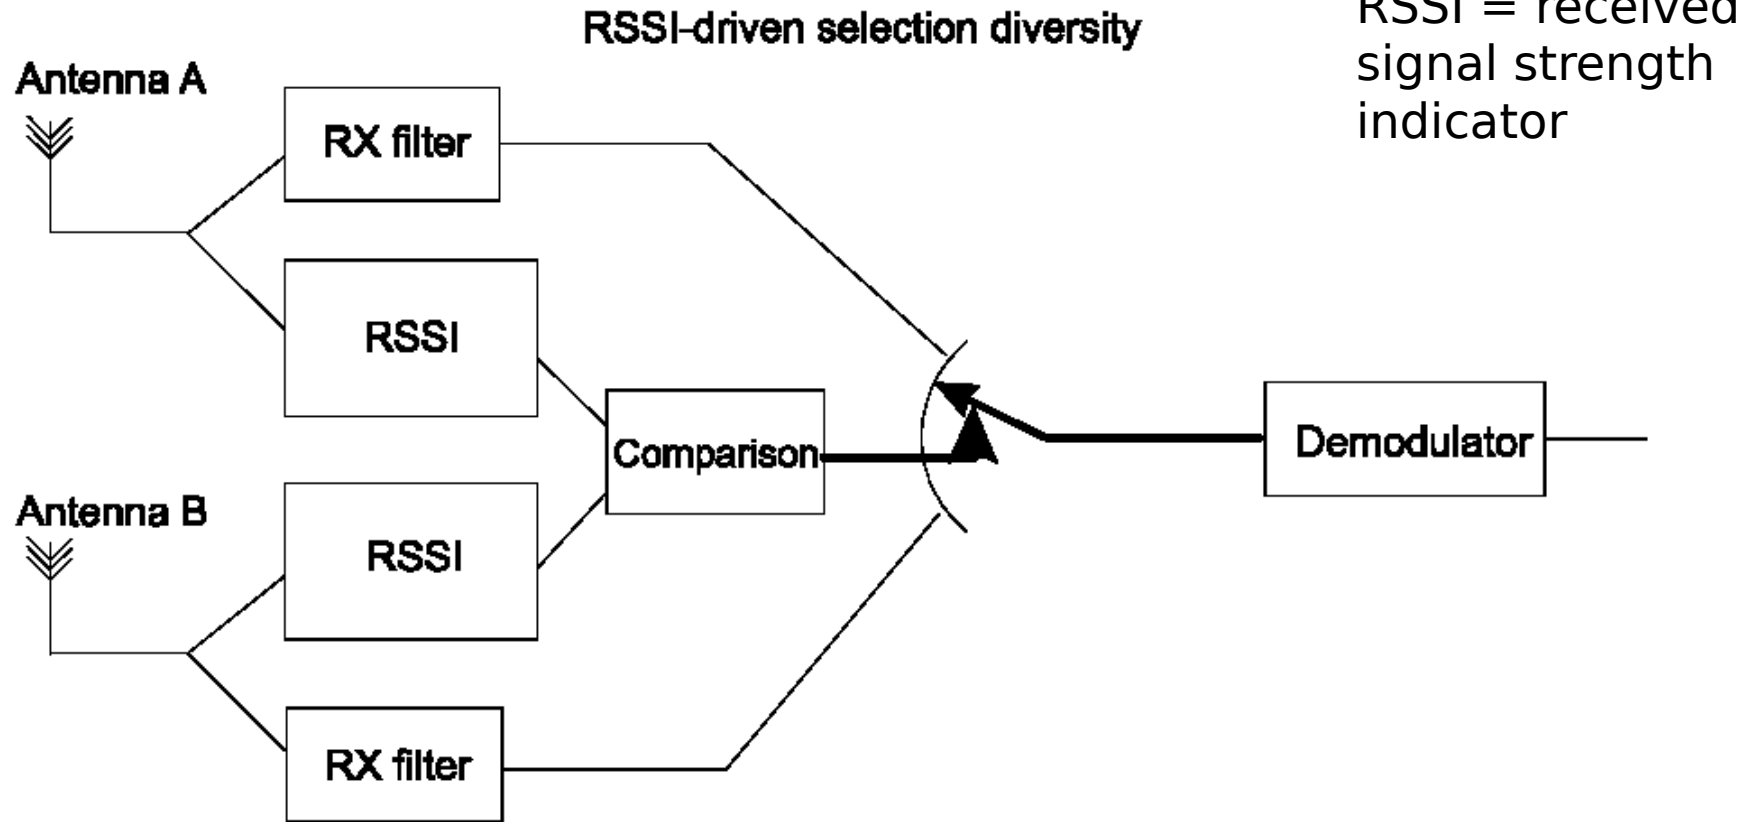 RSSI-driven selection diversity
RSSI = received
signal strength
indicator
Antenna A
RX filter
RSSI
Comparison
Demodulator
Antenna B
RSSI
RX filter